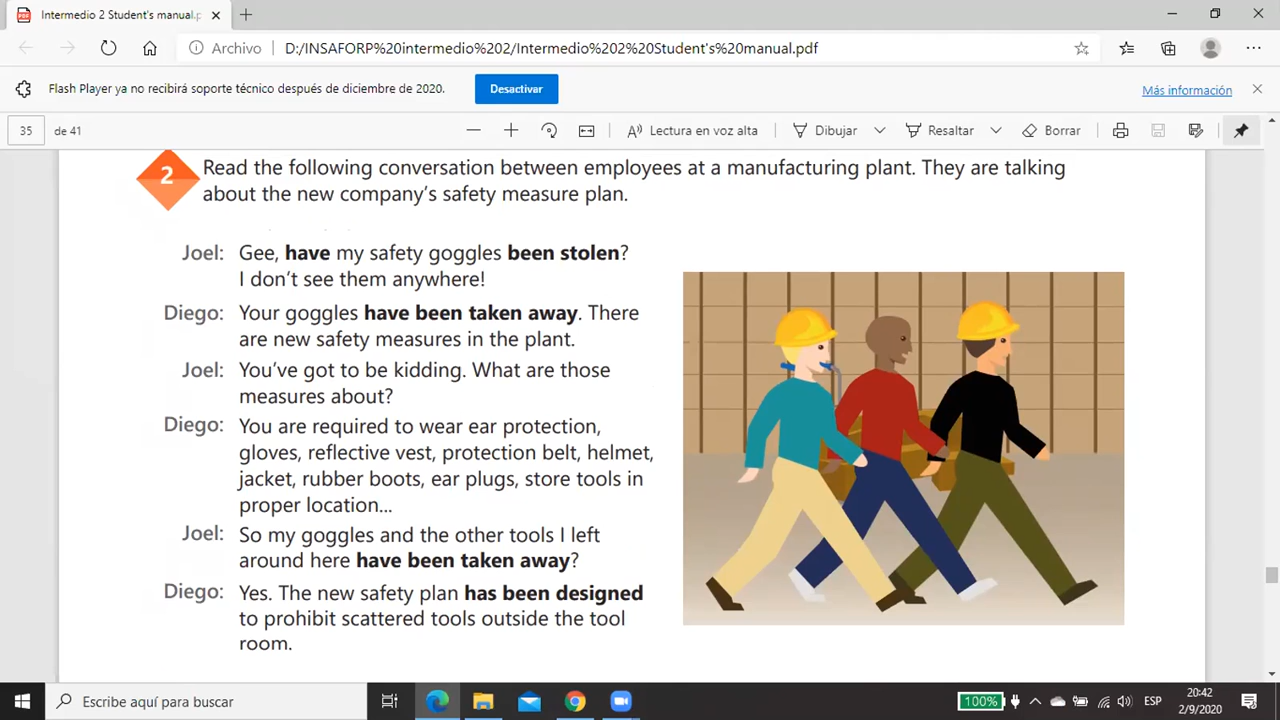 Intermedio 2 Student's manual.p
Archivo D:/INSAFORP%20intermedio%202/Intermedio%202%20Student's%20manual.pdf
Flash Player ya no recibirá soporte técnico después de diciembre de 2020. Desactivar Más información
35 de 41 Lectura en voz alta Dibujar Resaltar Borrar
2 Read the following conversation between employees at a manufacturing plant. They are talking
about the new company's safety measure plan.
Joel: Gee, have my safety goggles been stolen?
I don't see them anywhere!
Diego: Your goggles have been taken away. There
are new safety measures in the plant.
Joel: You've got to be kidding. What are those
measures about?
Diego: You are required to wear ear protection,
gloves, reflective vest, protection belt, helmet,
jacket, rubber boots, ear plugs, store tools in
proper location...
Joel: So my goggles and the other tools I left
around here have been taken away?
Diego: Yes. The new safety plan has been designed
to prohibit scattered tools outside the tool
room.
Escribe aquí para buscar 100% ESP 20:42
2/9/2020